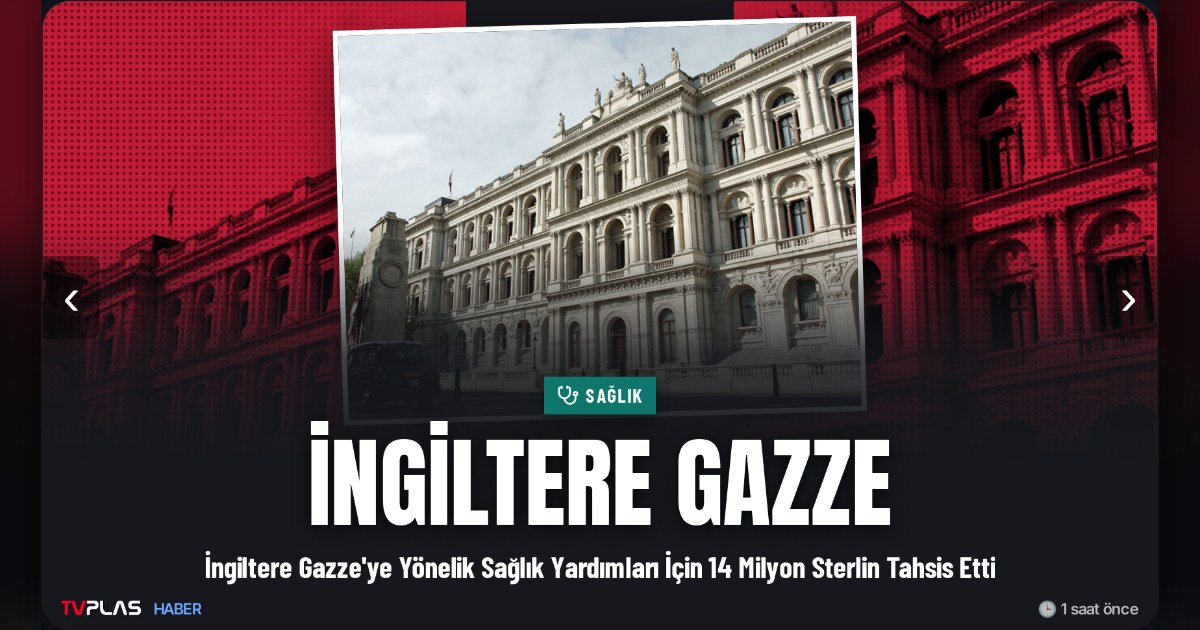 SAĞLIK
İNGİLTERE GAZZE
İngiltere Gazze'ye Yönelik Sağlık Yardımları İçin 14 Milyon Sterlin Tahsis Etti
TVPLAS HABER
1 saat önce